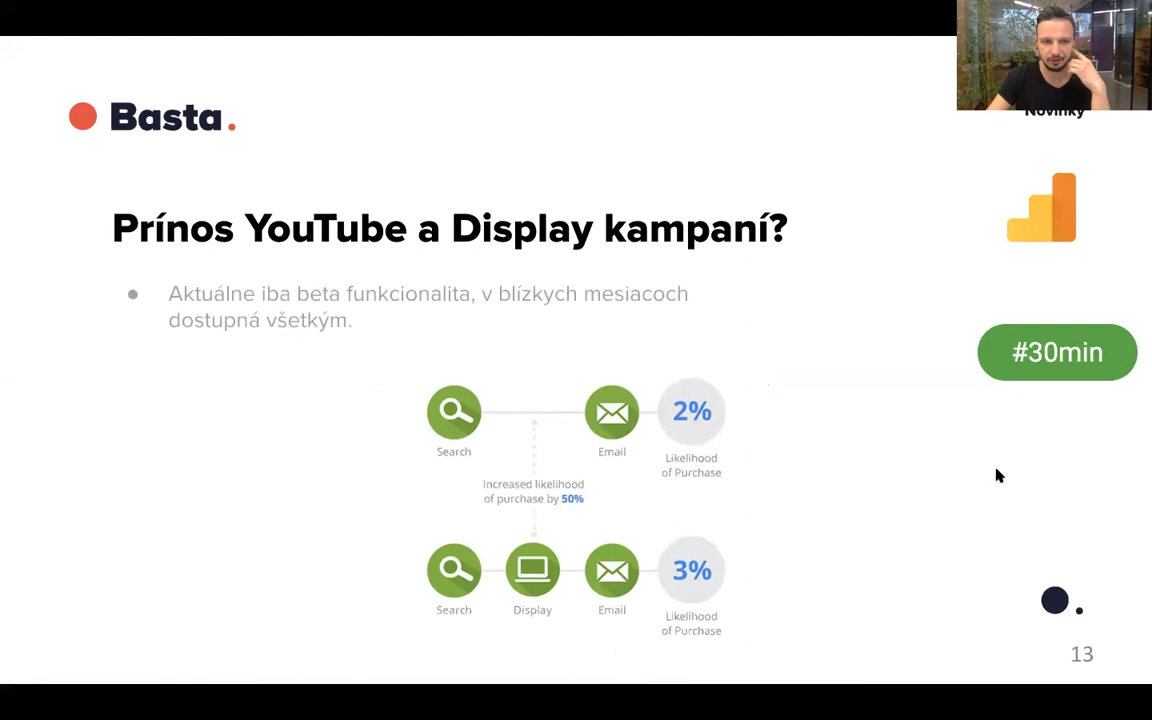 Basta.
Novinky
Prínos YouTube a Display kampaní?
● Aktuálne iba beta funkcionalita, v blízkych mesiacoch
dostupná všetkým.
#30min
2%
Search
Email
Likelihood
of Purchase
Increased likelihood
of purchase by 50%
3%
Search
Display
Email
Likelihood
of Purchase
13